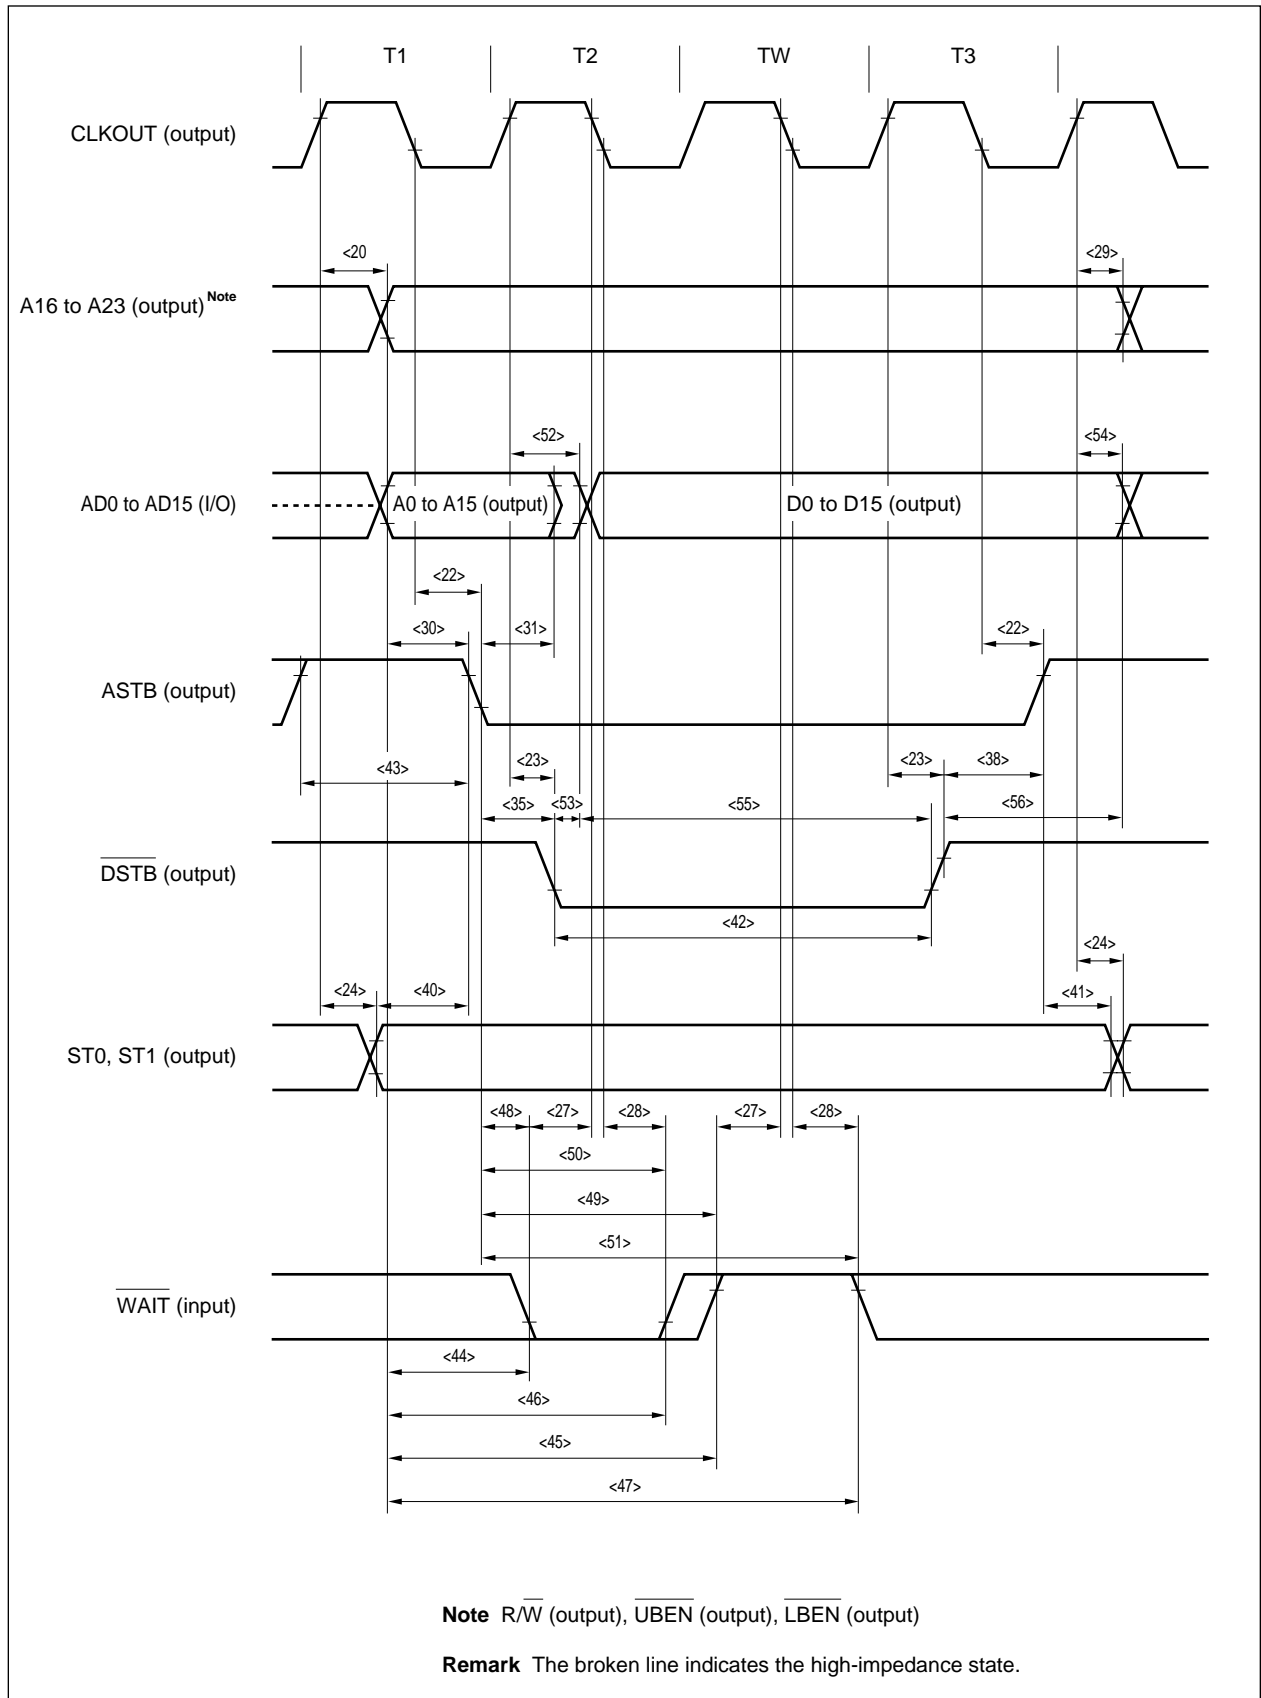 T1 T2 TW T3
CLKOUT (output)
<20 <29>
A16 to A23 (output) Note
<52> <54>
AD0 to AD15 (I/O) A0 to A15 (output) D0 to D15 (output)
<22>
<30> <31> <22>
ASTB (output)
<43> <23> <23> <38>
<35> <53> <55> <56>
DSTB (output)
<42>
<24>
<24> <40> <41>
ST0, ST1 (output)
<48> <27> <28> <27> <28>
<50>
<49>
<51>
WAIT (input)
<44>
<46>
<45>
<47>
Note R/W (output), UBEN (output), LBEN (output)
Remark The broken line indicates the high-impedance state.